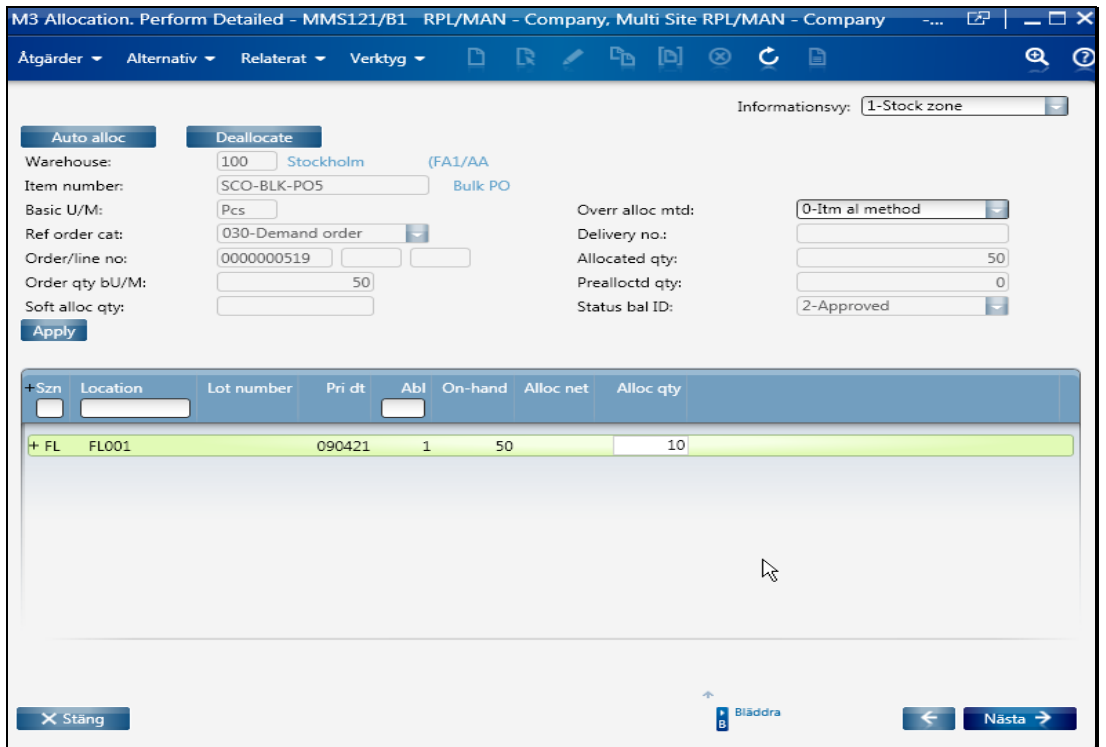 M3 Allocation. Perform Detailed - MMS121/B1 RPL/MAN - Company, Multi Site RPL/MAN - Company -...
Åtgärder Alternativ Relaterat Verktyg
Informationsvy: 1-Stock zone
Auto alloc Deallocate
Warehouse: 100 Stockholm (FA1/AA
Item number: SCO-BLK-PO5 Bulk PO
Basic U/M: Pcs Overr alloc mtd: 0-Itm al method
Ref order cat: 030-Demand order Delivery no.:
Order/line no: 0000000519 Allocated qty: 50
Order qty bU/M: 50 Prealloctd qty: 0
Soft alloc qty: Status bal ID: 2-Approved
Apply
+Szn Location Lot number Pri dt Abl On-hand Alloc net Alloc qty
+ FL FL001 090421 1 50 10
X Stäng B Bläddra Nästa